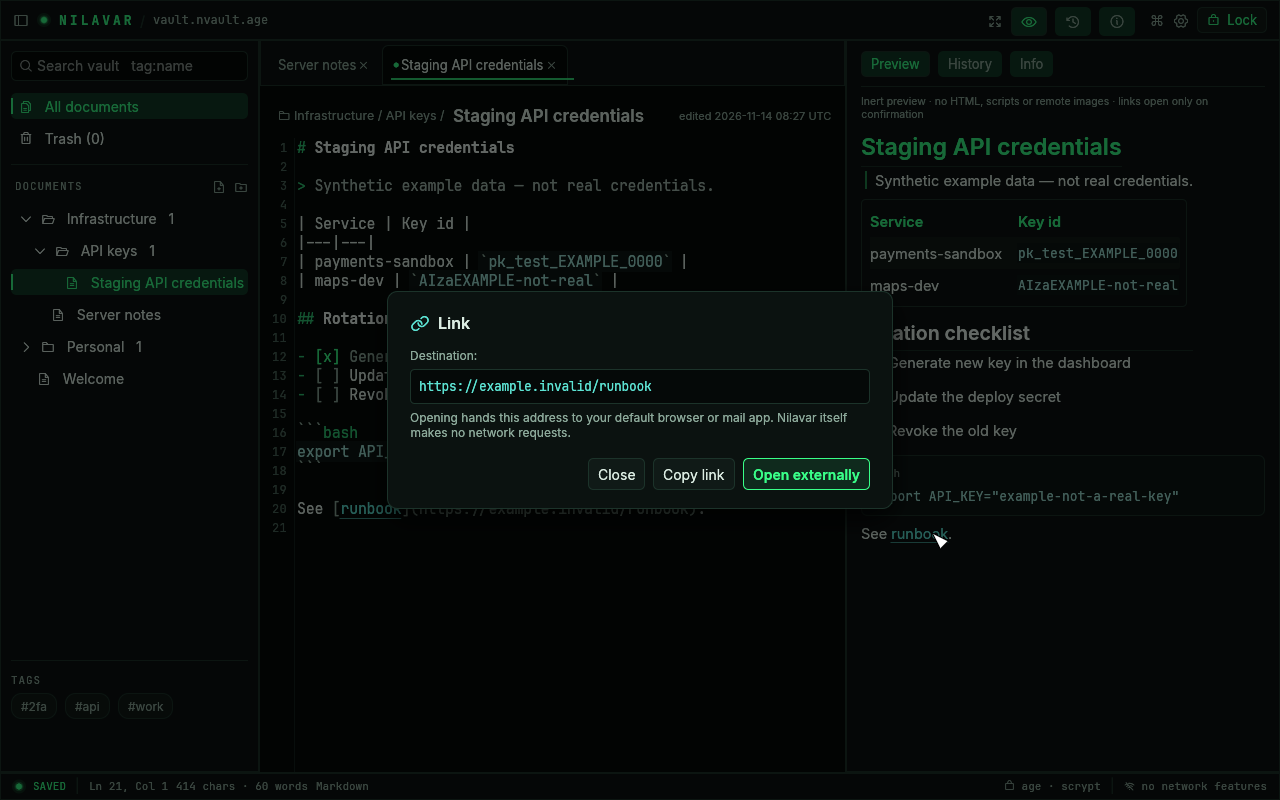 NILAVAR / vault.nvault.age
Lock
Search vault tag:name
All documents
Trash (0)
DOCUMENTS
Infrastructure 1
API keys 1
Staging API credentials
Server notes
Personal 1
Welcome
TAGS
#2fa #api #work
Server notes ×
Staging API credentials ×
Infrastructure / API keys / Staging API credentials edited 2026-11-14 08:27 UTC
1 # Staging API credentials
2
3 > Synthetic example data — not real credentials.
4
5 | Service | Key id |
6 |---|---|
7 | payments-sandbox | `pk_test_EXAMPLE_0000` |
8 | maps-dev | `AIzaEXAMPLE-not-real` |
9
10 ## Rotation
11
12 - [x] Gener
13 - [ ] Updat
14 - [ ] Revok
15
16 ```bash
17 export API_
18 ```
19
20 See [runbook](https://example.invalid/runbook).
21
Link
Destination:
https://example.invalid/runbook
Opening hands this address to your default browser or mail app. Nilavar itself
makes no network requests.
Close Copy link Open externally
Preview History Info
Inert preview · no HTML, scripts or remote images · links open only on
confirmation
Staging API credentials
Synthetic example data — not real credentials.
Service Key id
payments-sandbox pk_test_EXAMPLE_0000
maps-dev AIzaEXAMPLE-not-real
ation checklist
Generate new key in the dashboard
Update the deploy secret
Revoke the old key
h
port API_KEY="example-not-a-real-key"
See runbook.
SAVED Ln 21, Col 1 414 chars · 60 words Markdown
age · scrypt no network features